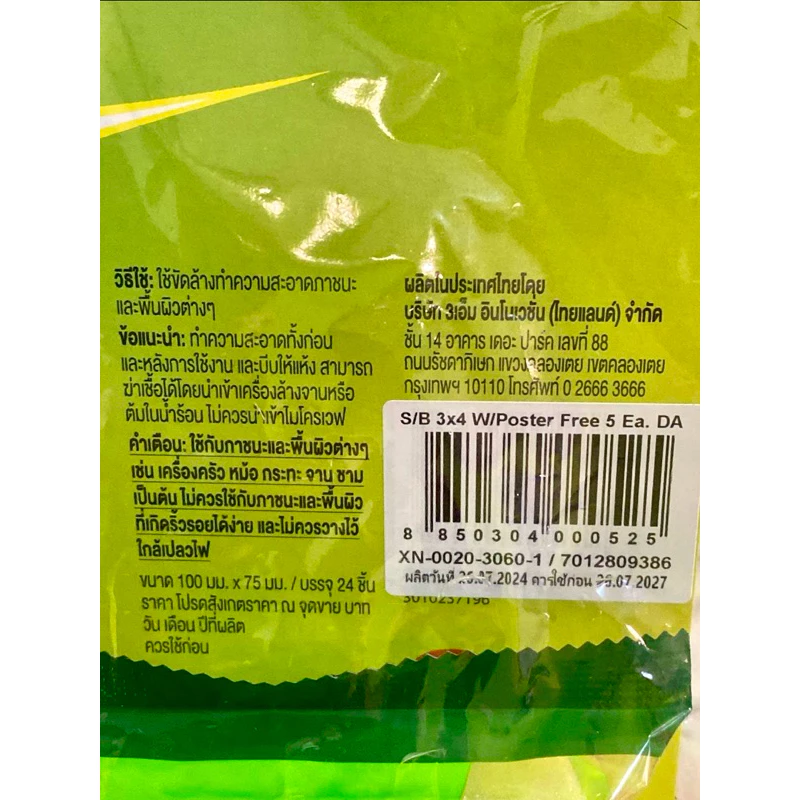 วิธีใช้: ใช้ขัดล้างทำความสะอาดภาชนะ
และพื้นผิวต่างๆ
ข้อแนะนำ: ทำความสะอาดทั้งก่อน
และหลังการใช้งาน และบีบให้แห้ง สามารถ
ฆ่าเชื้อได้โดยนำเข้าเครื่องล้างจานหรือ
ต้มในน้ำร้อน ไม่ควรนำเข้าไมโครเวฟ
คำเตือน: ใช้กับภาชนะและพื้นผิวต่างๆ
เช่น เครื่องครัว หม้อ กระทะ จาน ชาม
เป็นต้น ไม่ควรใช้กับภาชนะและพื้นผิว
ที่เกิดริ้วรอยได้ง่าย และไม่ควรวางไว้
ใกล้เปลวไฟ
ขนาด 100 มม. x 75 มม. / บรรจุ 24 ชิ้น
ราคา โปรดสังเกตราคา ณ จุดขาย บาท
วัน เดือน ปีที่ผลิต
ควรใช้ก่อน
ผลิตในประเทศไทยโดย
บริษัท 3เอ็ม อินโนเวชั่น (ไทยแลนด์) จำกัด
ชั้น 14 อาคาร เดอะ ปาร์ค เลขที่ 88
ถนนรัชดาภิเษก แขวงคลองเตย เขตคลองเตย
กรุงเทพฯ 10110 โทรศัพท์ 0 2666 3666
S/B 3x4 W/Poster Free 5 Ea. DA
8 850304 000525
XN-0020-3060-1 / 7012809386
ผลิตวันที่ 26.07.2024 ควรใช้ก่อน 26.07.2027